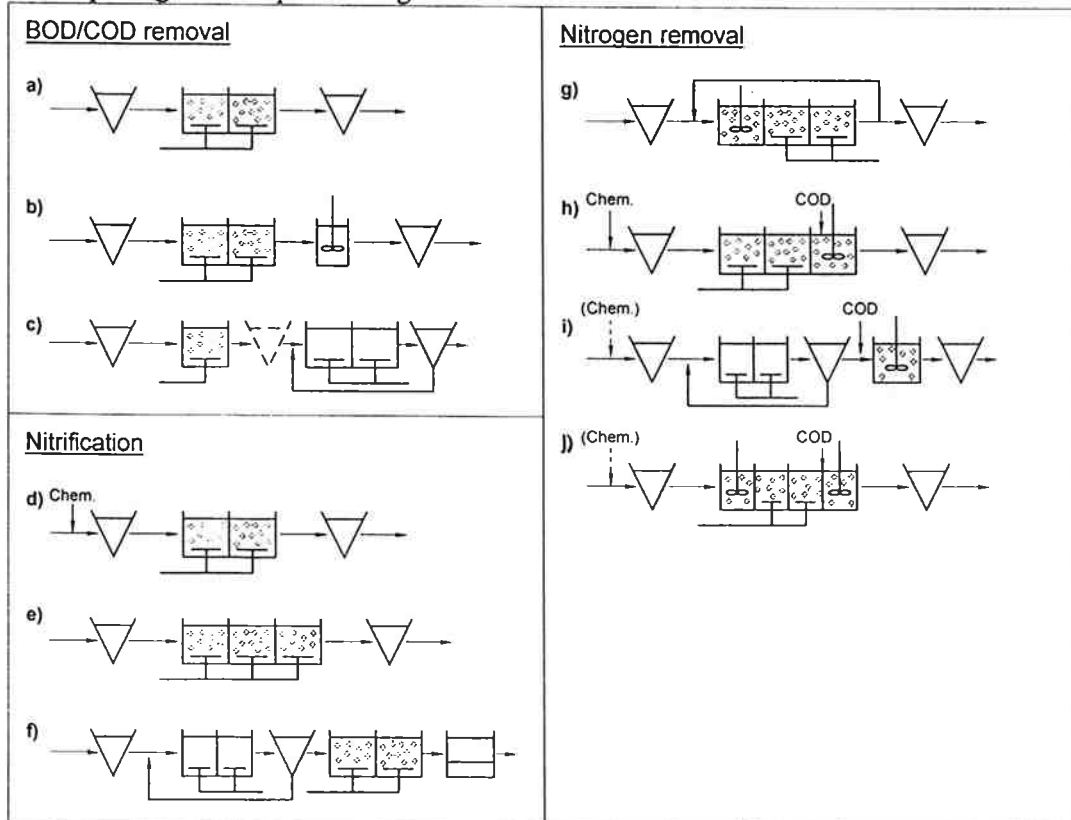 BOD/COD removal
a)
b)
c)
Nitrification
d) Chem.
e)
f)
Nitrogen removal
g)
h) Chem.
COD
i) (Chem.)
COD
j) (Chem.)
COD